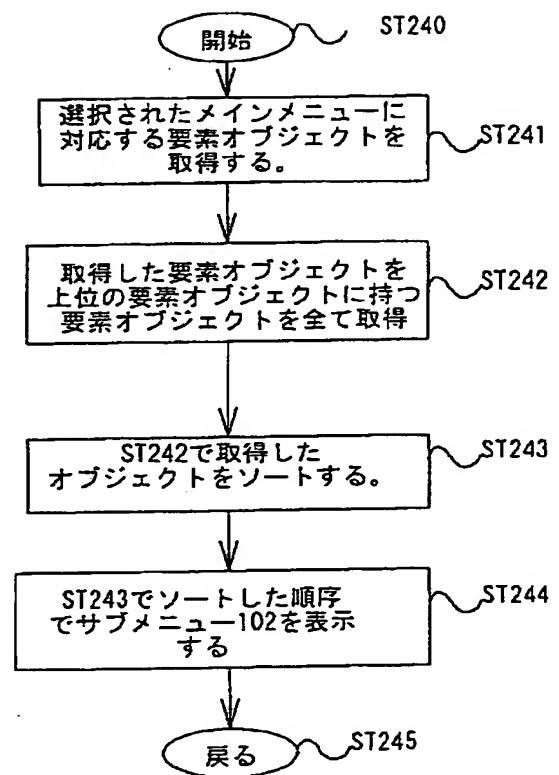 開始
ST240
選択されたメインメニューに
対応する要素オブジェクトを
取得する。
ST241
取得した要素オブジェクトを
上位の要素オブジェクトに持つ
要素オブジェクトを全て取得
ST242
ST242で取得した
オブジェクトをソートする。
ST243
ST243でソートした順序
でサブメニュー102を表示
する
ST244
戻る
ST245